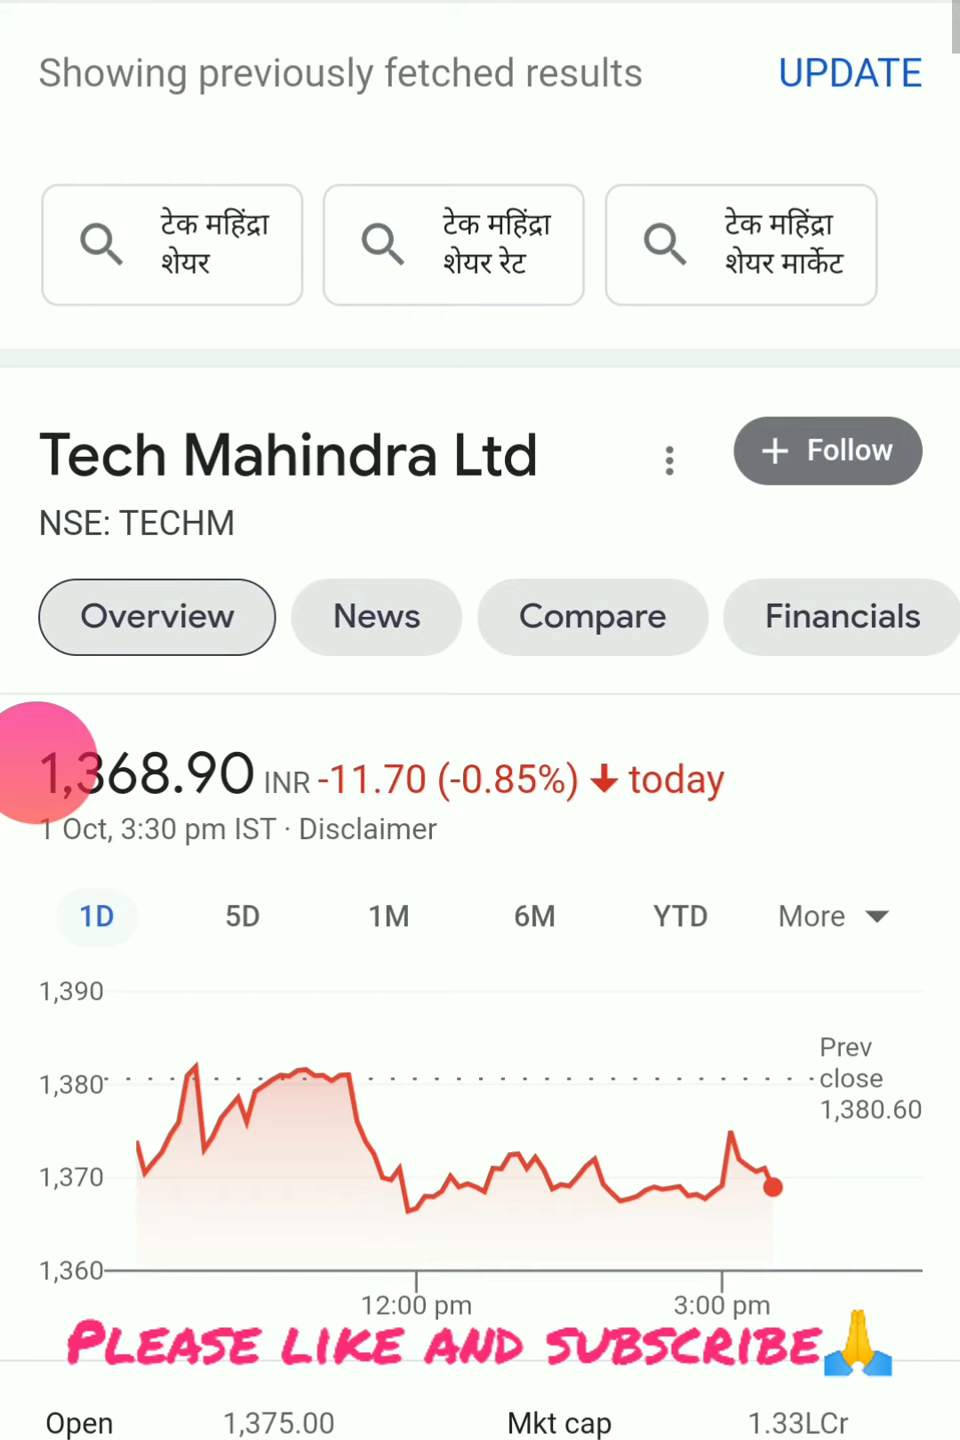 Showing previously fetched results UPDATE
टेक महिंद्रा
शेयर
टेक महिंद्रा
शेयर रेट
टेक महिंद्रा
शेयर मार्केट
Tech Mahindra Ltd
+ Follow
NSE: TECHM
Overview News Compare Financials
1,368.90 INR -11.70 (-0.85%) ↓ today
1 Oct, 3:30 pm IST · Disclaimer
1D 5D 1M 6M YTD More
1,390
Prev
close
1,380.60
1,380
1,370
1,360
12:00 pm 3:00 pm
PLEASE LIKE AND SUBSCRIBE🙏
Open 1,375.00 Mkt cap 1.33LCr